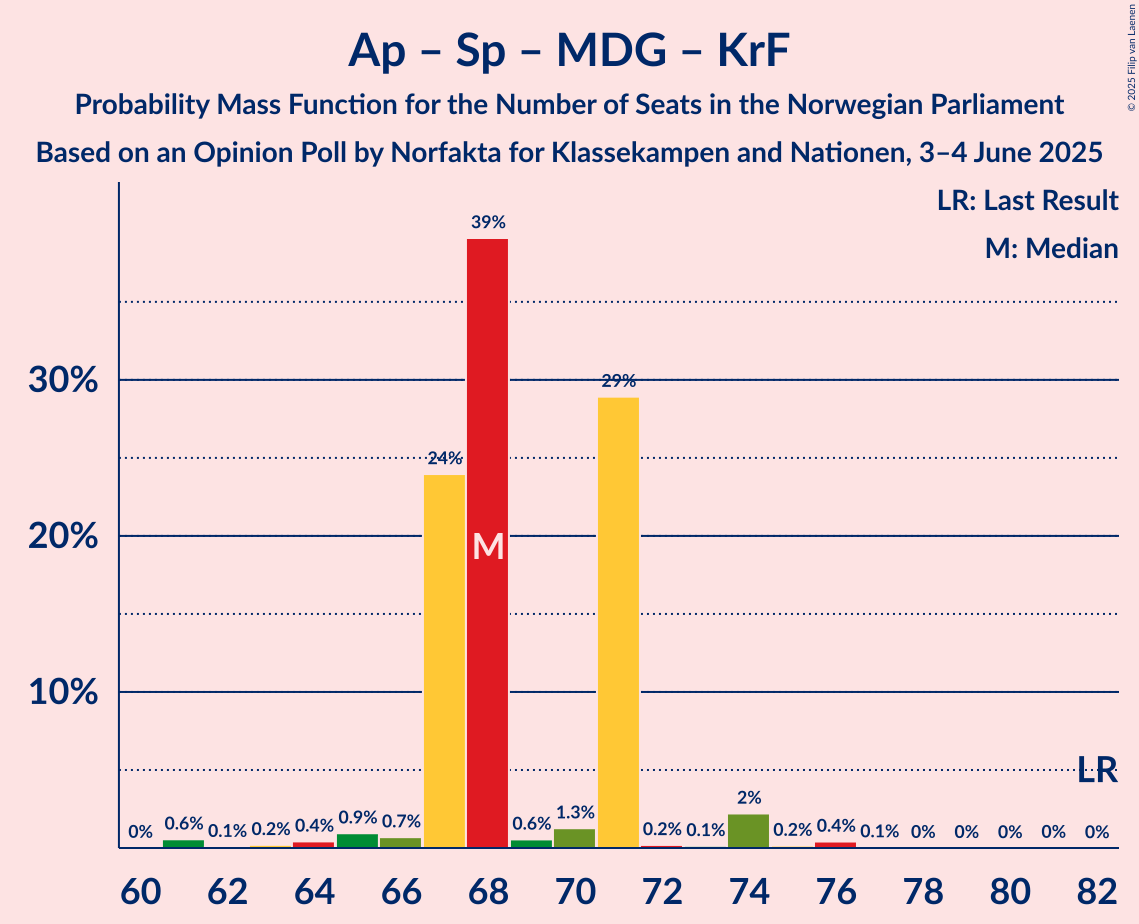 Ap – Sp – MDG – KrF
Probability Mass Function for the Number of Seats in the Norwegian Parliament
Based on an Opinion Poll by Norfakta for Klassekampen and Nationen, 3–4 June 2025
© 2025 Filip van Laenen
LR: Last Result
M: Median
39%
30%
29%
24%
20%
M
10%
LR
0% 0.6% 0.1% 0.2% 0.4% 0.9% 0.7% 0.6% 1.3% 0.2% 0.1% 2% 0.2% 0.4% 0.1% 0% 0% 0% 0% 0%
60 62 64 66 68 70 72 74 76 78 80 82